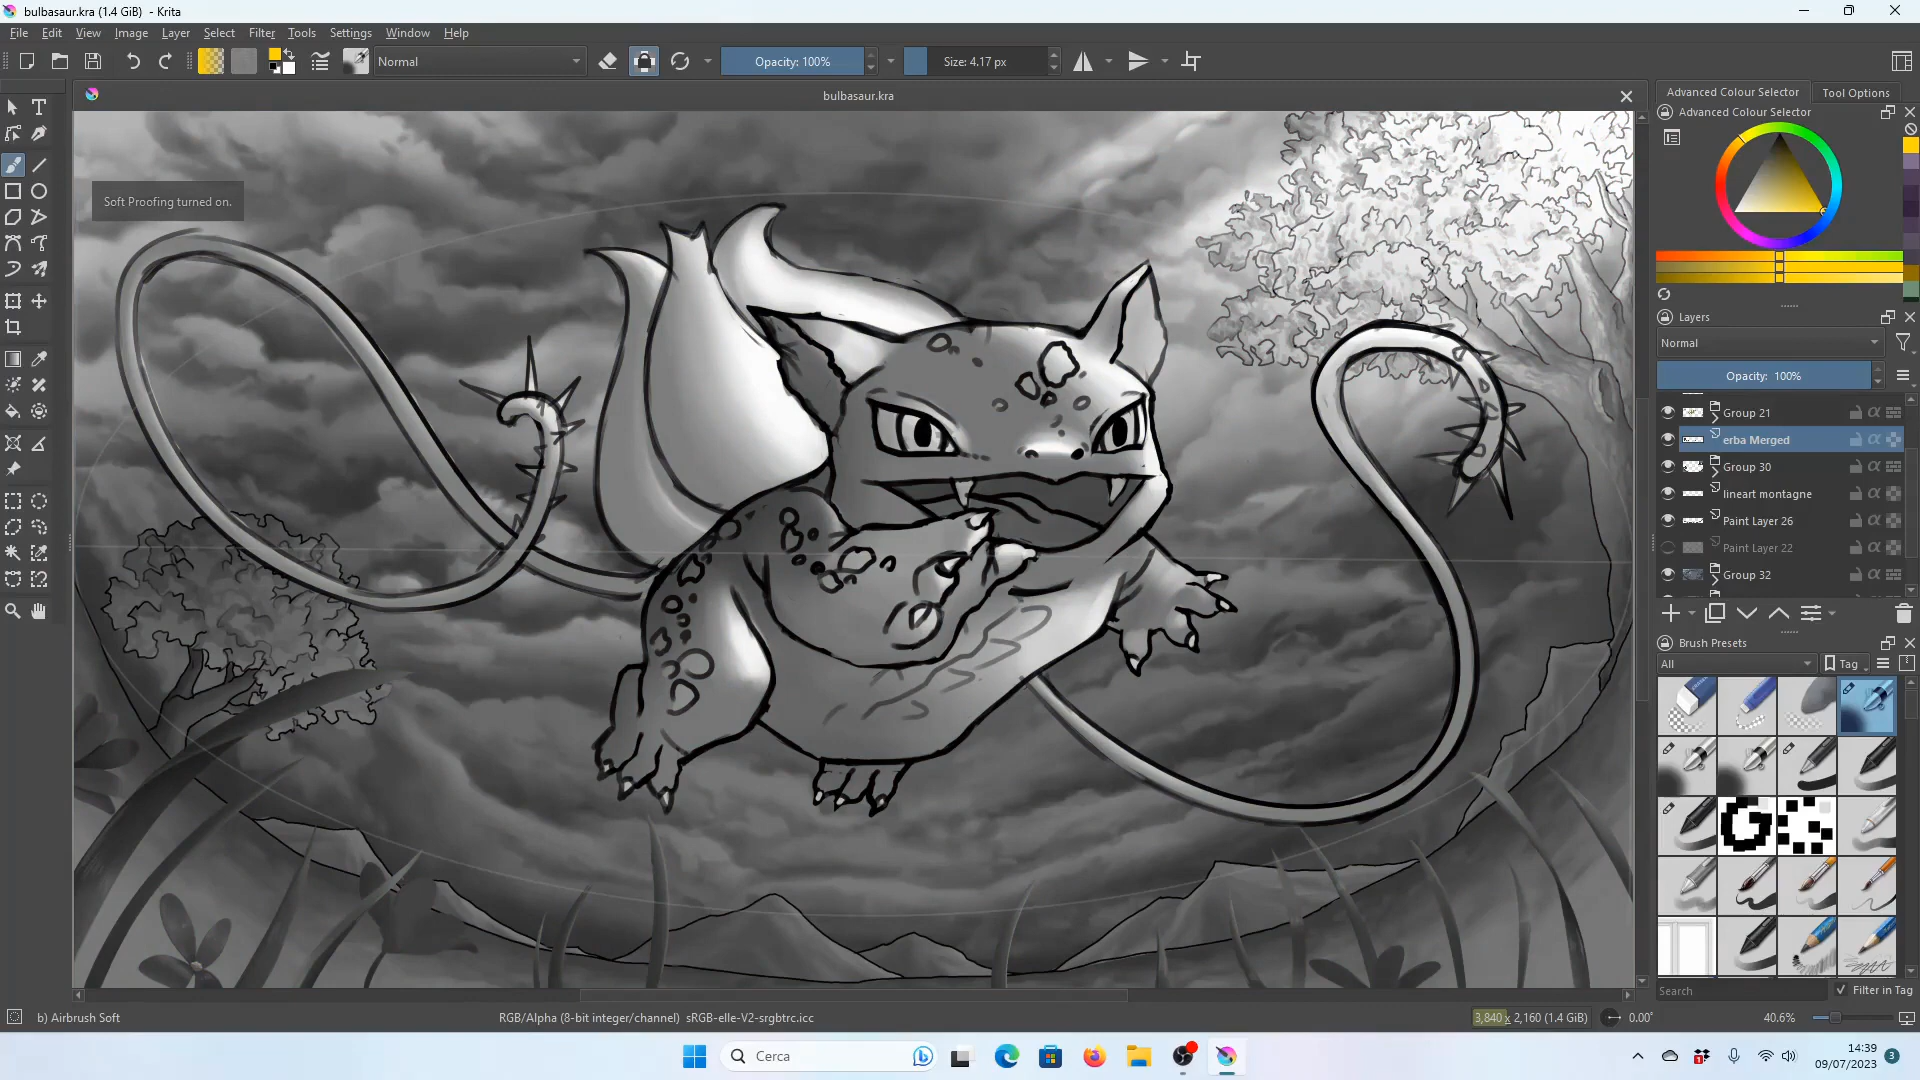 bulbasaur.kra (1.4 GiB) - Krita
File Edit View Image Layer Select Filter Tools Settings Window Help
Normal
Opacity: 100%
Size: 4.17 px
bulbasaur.kra
Advanced Colour Selector
Tool Options
Advanced Colour Selector
Soft Proofing turned on.
Layers
Normal
Opacity: 100%
Group 21
erba Merged
Group 30
lineart montagne
Paint Layer 26
Paint Layer 22
Group 32
Brush Presets
All
Tag
Search
Filter in Tag
b) Airbrush Soft
RGB/Alpha (8-bit integer/channel) sRGB-elle-V2-srgbtrc.icc
3,840 x 2,160 (1.4 GiB)
0.00°
40.6%
Cerca
1
14:39
09/07/2023
3